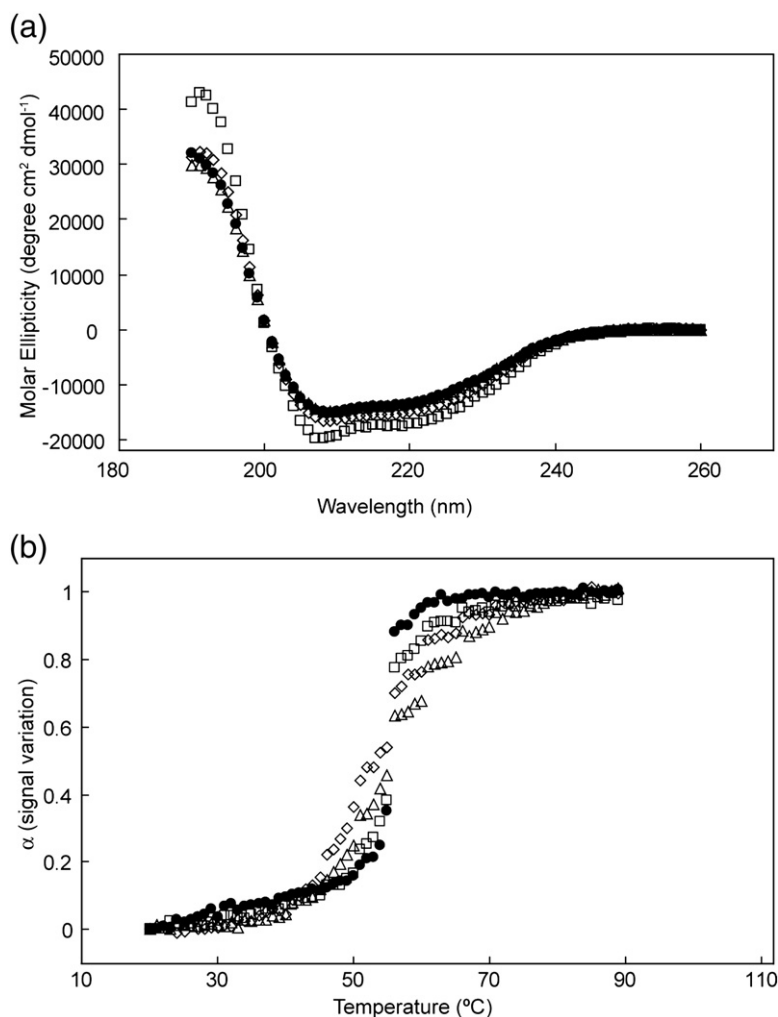 (a)
50000
40000
30000
20000
10000
0
-10000
-20000
Molar Ellipticity (degree cm² dmol⁻¹)
180 200 220 240 260
Wavelength (nm)
(b)
1
0.8
0.6
0.4
0.2
0
α (signal variation)
10 30 50 70 90 110
Temperature (ºC)